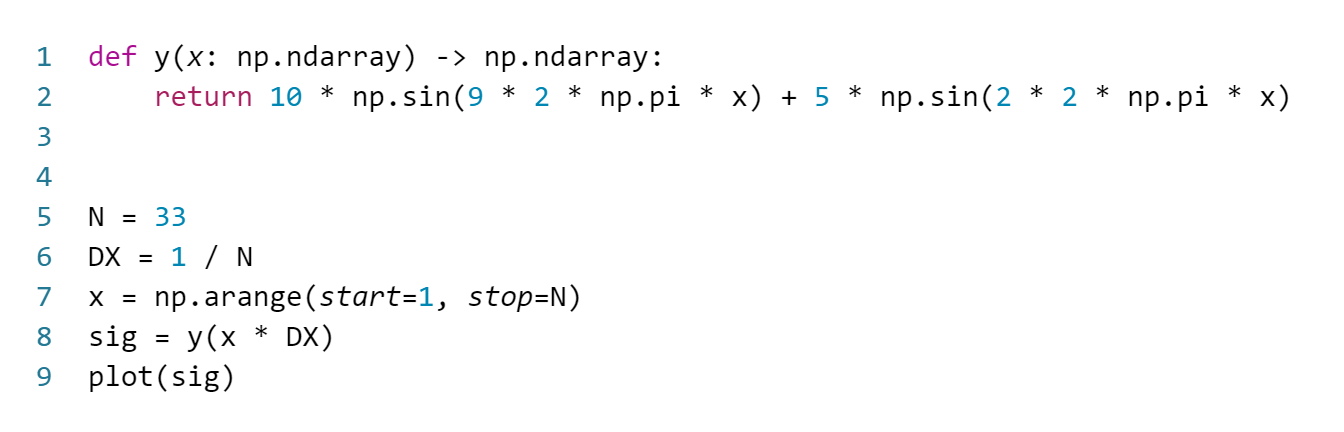 1 def y(x: np.ndarray) -> np.ndarray:
2     return 10 * np.sin(9 * 2 * np.pi * x) + 5 * np.sin(2 * 2 * np.pi * x)
3
4
5 N = 33
6 DX = 1 / N
7 x = np.arange(start=1, stop=N)
8 sig = y(x * DX)
9 plot(sig)